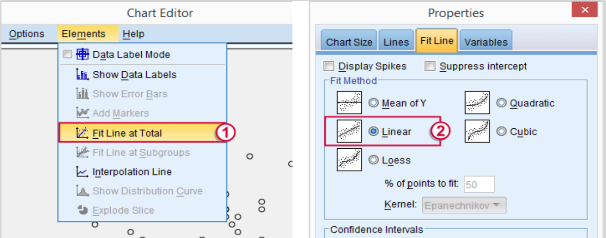 Chart Editor
Options Elements Help
Data Label Mode
Show Data Labels
Show Error Bars
Add Markers
Fit Line at Total
1
Fit Line at Subgroups
Interpolation Line
Show Distribution Curve
Explode Slice
Properties
Chart Size Lines Fit Line Variables
Display Spikes Suppress intercept
Fit Method
Mean of Y Quadratic
Linear 2 Cubic
Loess
% of points to fit: 50
Kernel: Epanechnikov
Confidence Intervals